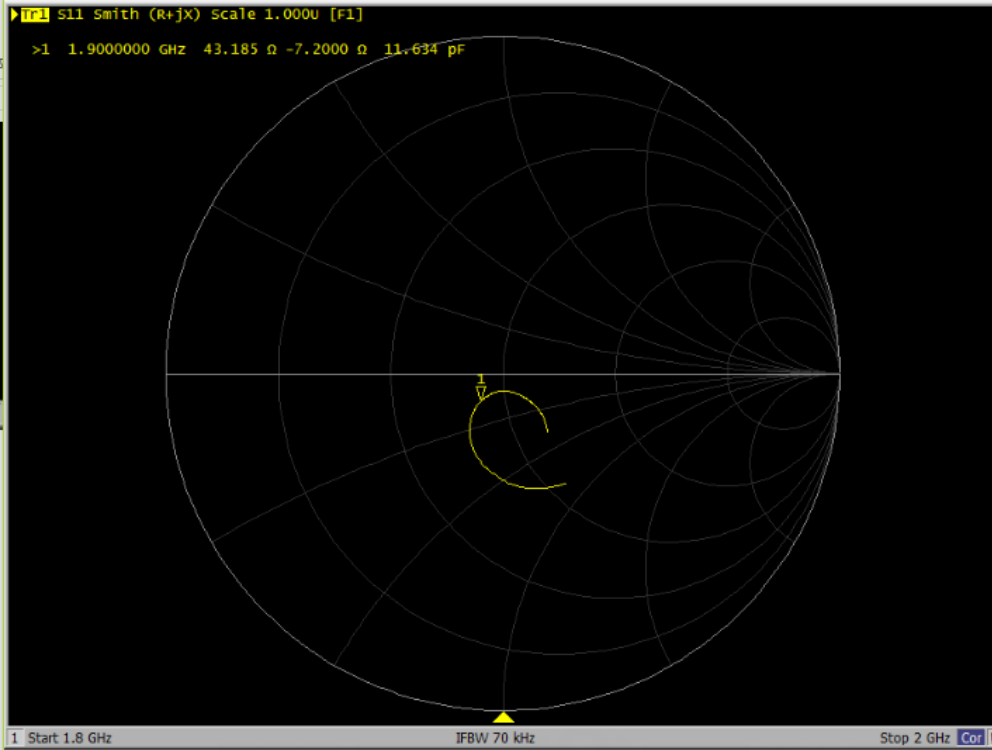 Tr1 S11 Smith (R+jX) Scale 1.000U [F1]
>1 1.9000000 GHz 43.185 Ω -7.2000 Ω 11.634 pF
1
1 Start 1.8 GHz IFBW 70 kHz Stop 2 GHz Cor